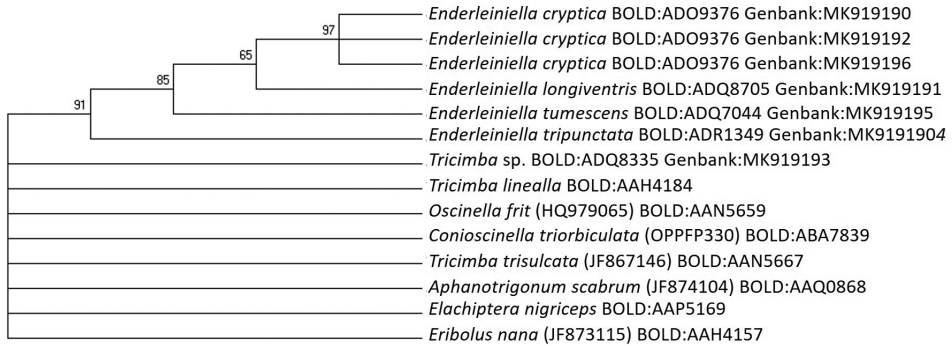 Enderleiniella cryptica BOLD:ADO9376 Genbank:MK919190
97
Enderleiniella cryptica BOLD:ADO9376 Genbank:MK919192
65
Enderleiniella cryptica BOLD:ADO9376 Genbank:MK919196
85
Enderleiniella longiventris BOLD:ADQ8705 Genbank:MK919191
91
Enderleiniella tumescens BOLD:ADQ7044 Genbank:MK919195
Enderleiniella tripunctata BOLD:ADR1349 Genbank:MK9191904
Tricimba sp. BOLD:ADQ8335 Genbank:MK919193
Tricimba linealla BOLD:AAH4184
Oscinella frit (HQ979065) BOLD:AAN5659
Conioscinella triorbiculata (OPPFP330) BOLD:ABA7839
Tricimba trisulcata (JF867146) BOLD:AAN5667
Aphanotrigonum scabrum (JF874104) BOLD:AAQ0868
Elachiptera nigriceps BOLD:AAP5169
Eribolus nana (JF873115) BOLD:AAH4157